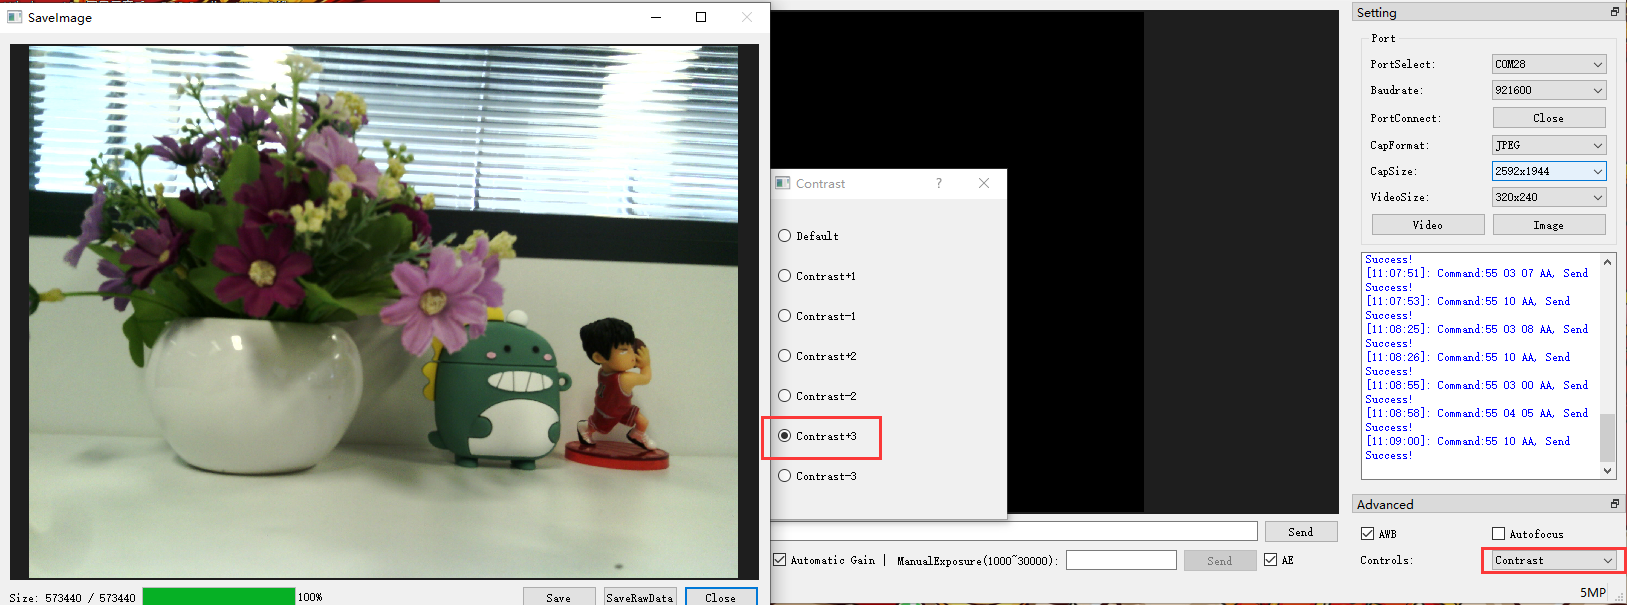 SaveImage
Size: 573440 / 573440
100%
Save
SaveRawData
Close
Contrast
?
Default
Contrast+1
Contrast-1
Contrast+2
Contrast-2
Contrast+3
Contrast-3
Send
Automatic Gain |
ManualExposure(1000~30000):
Send
AE
Setting
Port
PortSelect:
COM28
Baudrate:
921600
PortConnect:
Close
CapFormat:
JPEG
CapSize:
2592x1944
VideoSize:
320x240
Video
Image
Success!
[11:07:51]: Command:55 03 07 AA, Send
Success!
[11:07:53]: Command:55 10 AA, Send
Success!
[11:08:25]: Command:55 03 08 AA, Send
Success!
[11:08:26]: Command:55 10 AA, Send
Success!
[11:08:55]: Command:55 03 00 AA, Send
Success!
[11:08:58]: Command:55 04 05 AA, Send
Success!
[11:09:00]: Command:55 10 AA, Send
Success!
Advanced
AWB
Autofocus
Controls:
Contrast
5MP